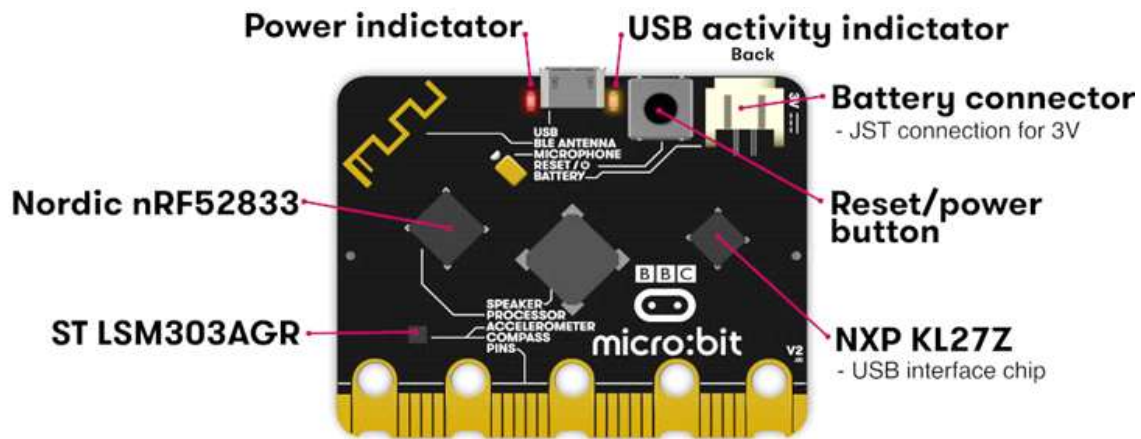 Power indictator
USB activity indictator
Back
Battery connector
- JST connection for 3V
3V
USB
BLE ANTENNA
MICROPHONE
RESET/
BATTERY
Nordic nRF52833
Reset/power
button
BBC
SPEAKER
PROCESSOR
ACCELEROMETER
COMPASS
PINS
ST LSM303AGR
micro:bit
V2
NXP KL27Z
- USB interface chip